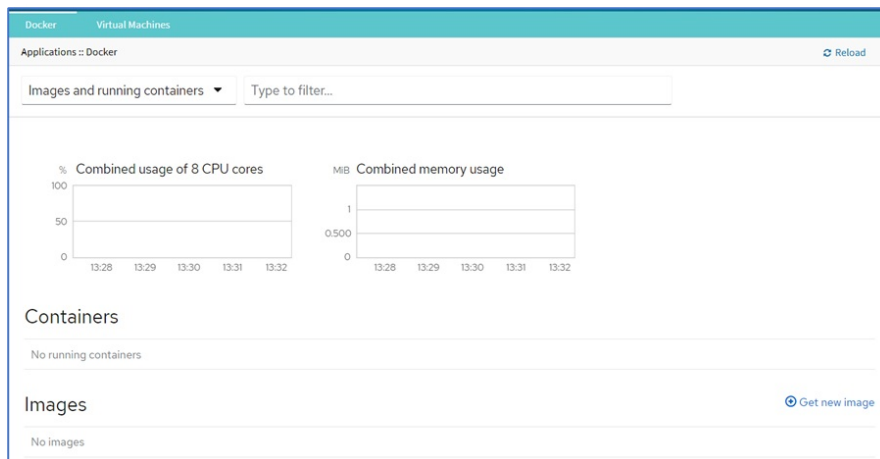 Docker Virtual Machines
Applications :: Docker Reload
Images and running containers Type to filter...
% Combined usage of 8 CPU cores
100
50
0
13:28 13:29 13:30 13:31 13:32
MiB Combined memory usage
1
0.500
0
13:28 13:29 13:30 13:31 13:32
Containers
No running containers
Images Get new image
No images